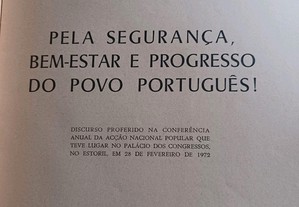 PELA SEGURANÇA,
BEM-ESTAR E PROGRESSO
DO POVO PORTUGUÊS!
DISCURSO PROFERIDO NA CONFERÊNCIA
ANUAL DA ACÇÃO NACIONAL POPULAR QUE
TEVE LUGAR NO PALÁCIO DOS CONGRESSOS,
NO ESTORIL, EM 28 DE FEVEREIRO DE 1973